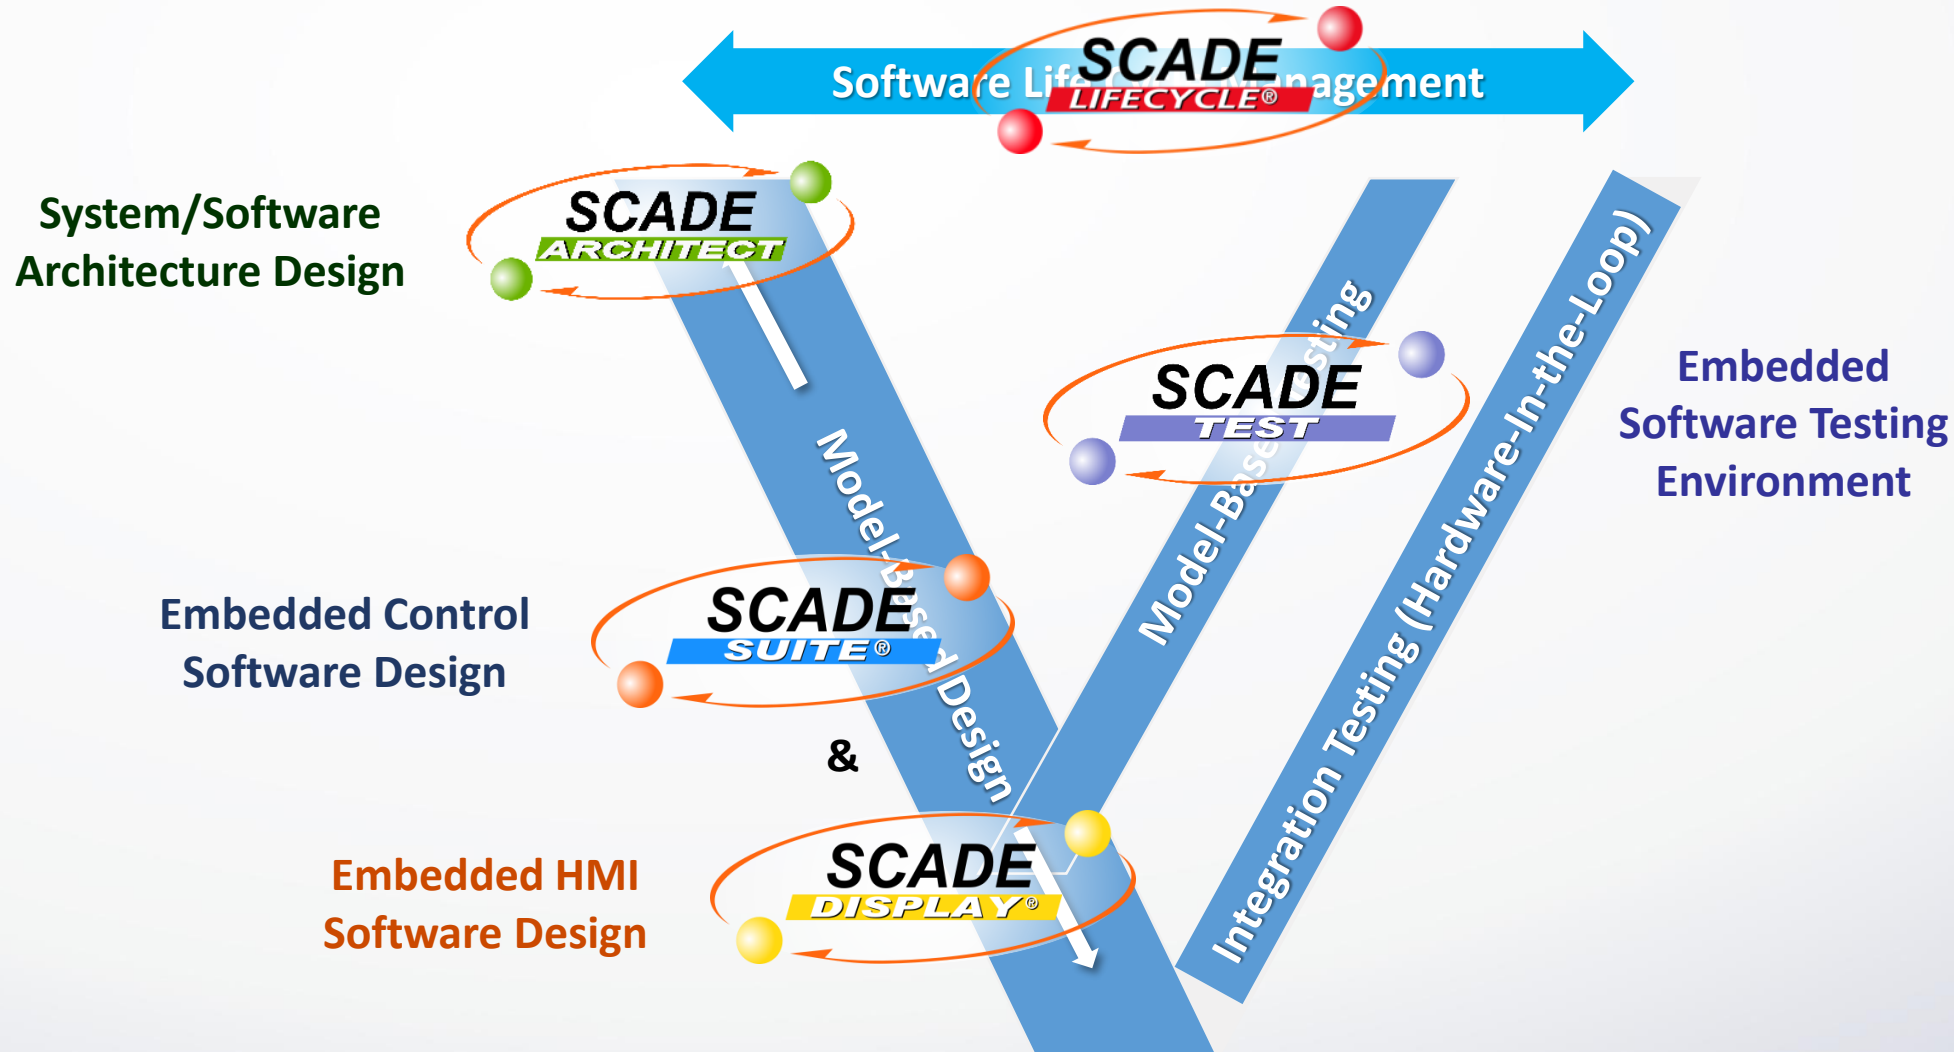 Software Lifecycle Management
SCADE
LIFECYCLE®
System/Software
Architecture Design
SCADE
ARCHITECT
SCADE
TEST
Model-Based Testing
Integration Testing (Hardware-In-the-Loop)
Embedded
Software Testing
Environment
Model-Based Design
Embedded Control
Software Design
SCADE
SUITE®
&
Embedded HMI
Software Design
SCADE
DISPLAY®